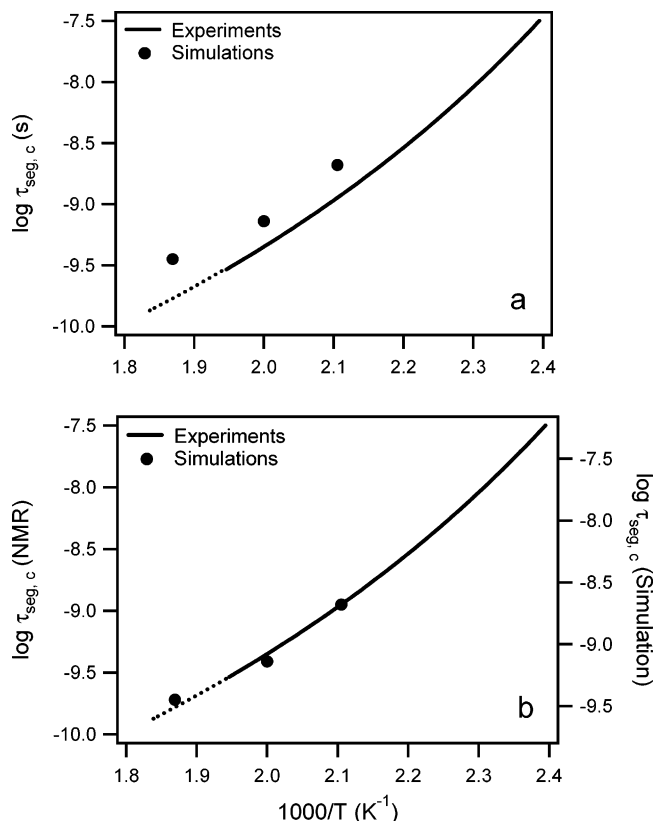 -7.5
-8.0
-8.5
-9.0
-9.5
-10.0
log τseg, c (s)
Experiments
Simulations
a
1.8 1.9 2.0 2.1 2.2 2.3 2.4
-7.5
-8.0
-8.5
-9.0
-9.5
-10.0
log τseg, c (NMR)
Experiments
Simulations
b
-7.5
-8.0
-8.5
-9.0
-9.5
log τseg, c
(Simulation)
1.8 1.9 2.0 2.1 2.2 2.3 2.4
1000/T (K⁻¹)